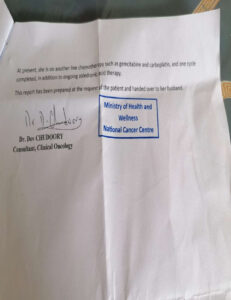 At present, she is on another line chemotherapy such as gemcitabine and carboplatin, and one cycle
completed, in addition to ongoing zoledronic acid therapy.
This report has been prepared at the request of the patient and handed over to her husband.
Dr. D. Chudoory
Ministry of Health and
Wellness
National Cancer Centre
Dr. Dev CHUDOORY
Consultant, Clinical Oncology